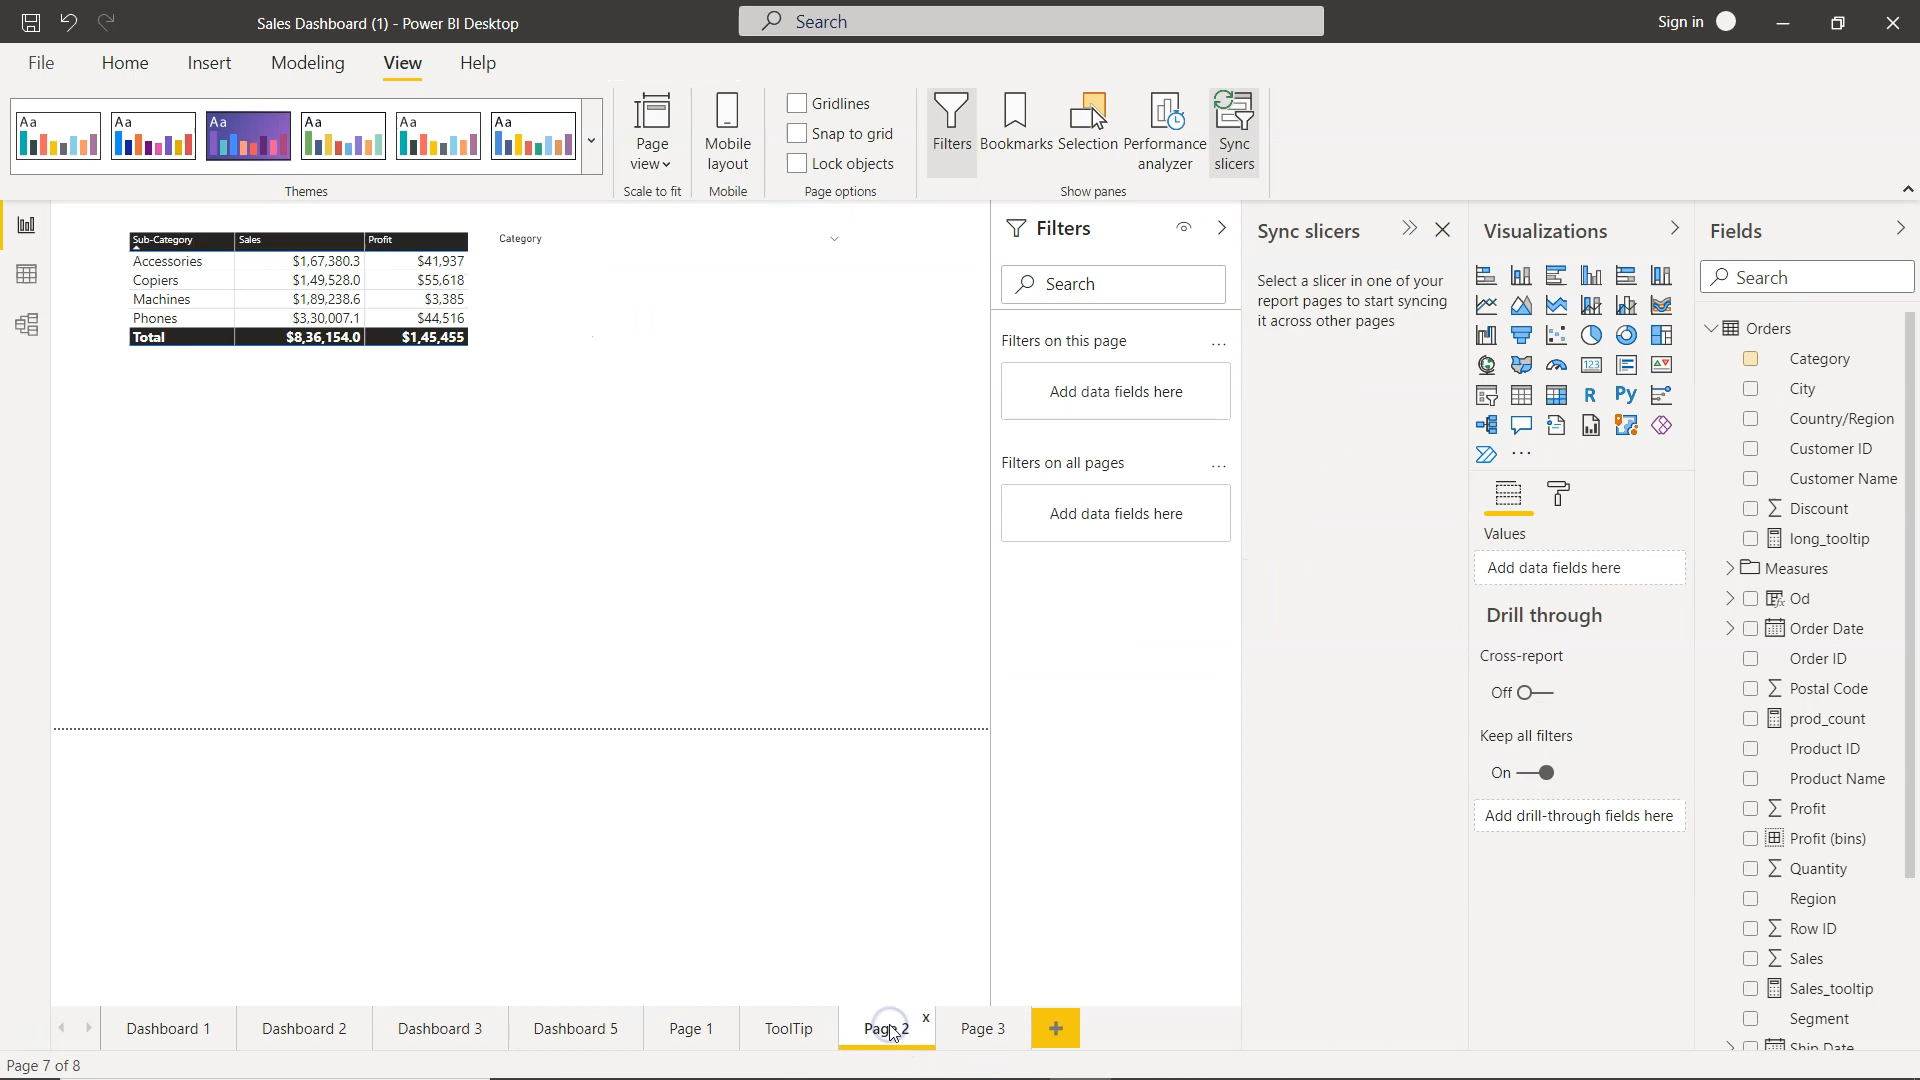 Sales Dashboard (1) - Power BI Desktop
Search
Sign in
File
Home
Insert
Modeling
View
Help
Aa
Aa
Aa
Aa
Aa
Aa
Themes
Page
view
Scale to fit
Mobile
layout
Mobile
Gridlines
Snap to grid
Lock objects
Page options
Filters
Bookmarks
Selection
Performance
analyzer
Sync
slicers
Show panes
Sub-Category Sales Profit
Accessories $1,67,380.3 $41,937
Copiers $1,49,528.0 $55,618
Machines $1,89,238.6 $3,385
Phones $3,30,007.1 $44,516
Total $8,36,154.0 $1,45,455
Category
Filters
Search
Filters on this page
...
Add data fields here
Filters on all pages
...
Add data fields here
Sync slicers
Select a slicer in one of your
report pages to start syncing
it across other pages
Visualizations
123
R
Py
...
Values
Add data fields here
Drill through
Cross-report
Off
Keep all filters
On
Add drill-through fields here
Fields
Search
Orders
Category
City
Country/Region
Customer ID
Customer Name
Discount
long_tooltip
Measures
Od
Order Date
Order ID
Postal Code
prod_count
Product ID
Product Name
Profit
Profit (bins)
Quantity
Region
Row ID
Sales
Sales_tooltip
Segment
Ship Date
Dashboard 1
Dashboard 2
Dashboard 3
Dashboard 5
Page 1
ToolTip
Page 2
x
Page 3
+
Page 7 of 8